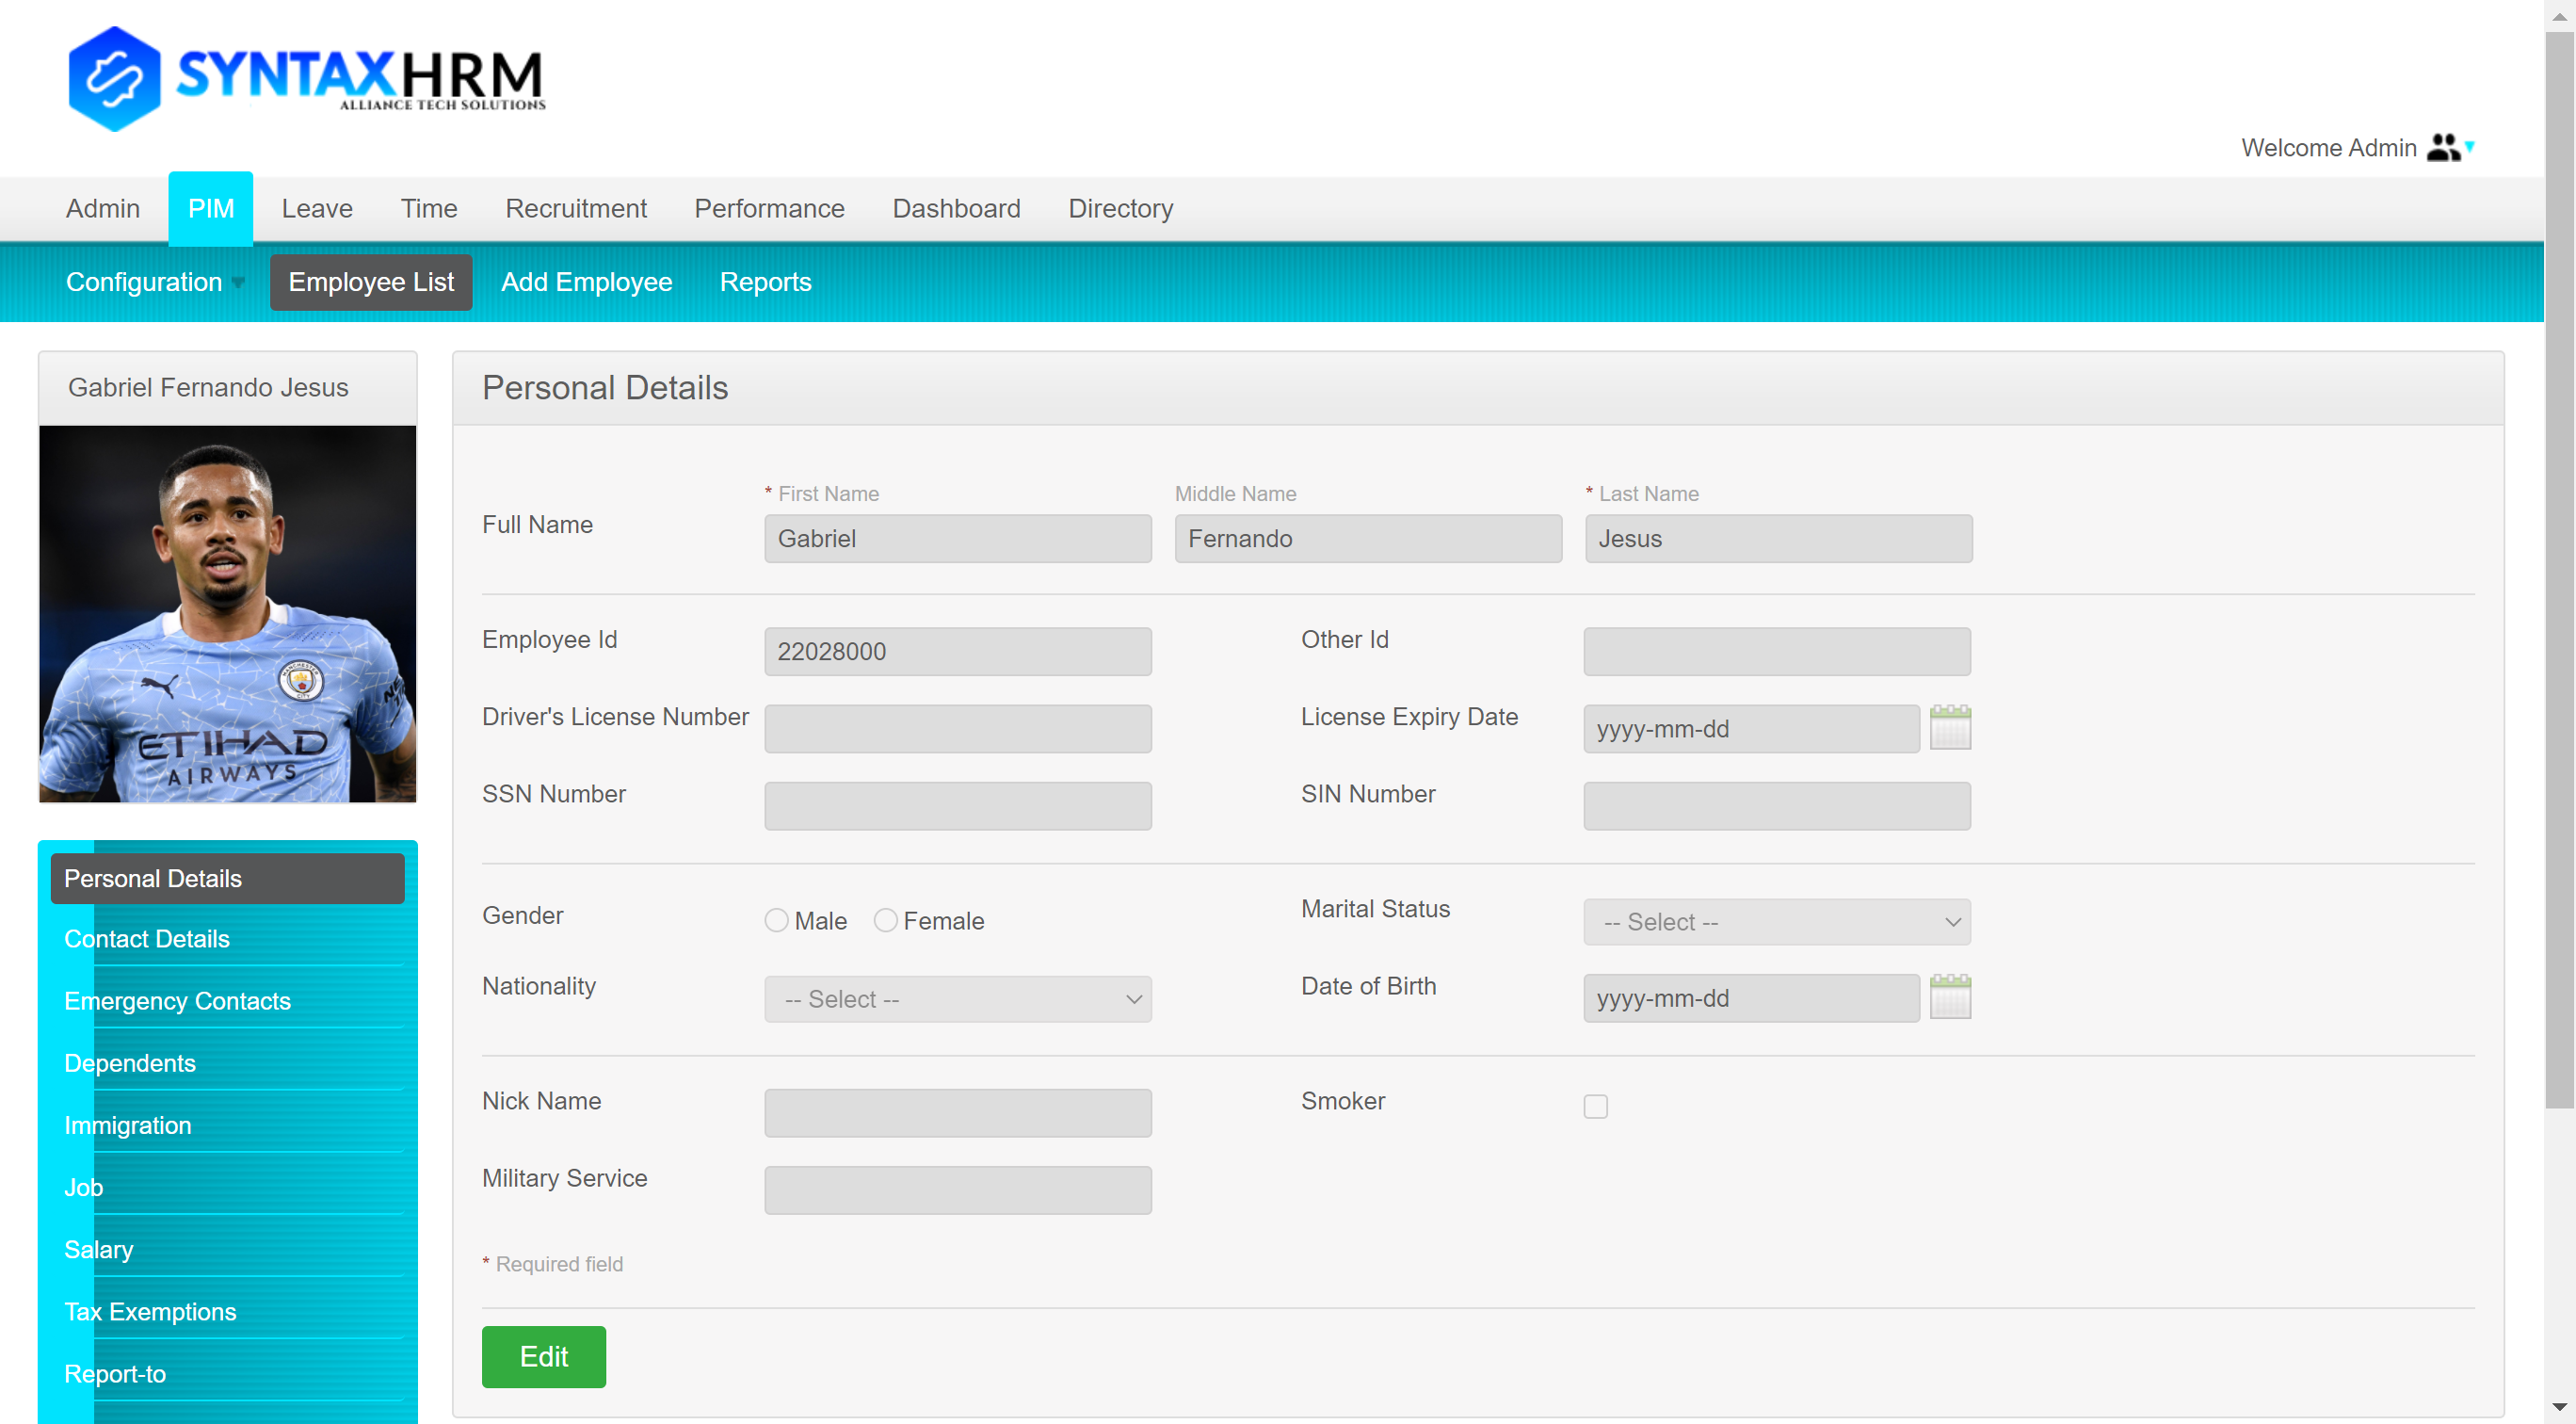 SYNTAXHRM
ALLIANCE TECH SOLUTIONS
Welcome Admin
Admin PIM Leave Time Recruitment Performance Dashboard Directory
Configuration Employee List Add Employee Reports
Gabriel Fernando Jesus
MANCHESTER
CITY
ETIHAD
AIRWAYS
Personal Details
Contact Details
Emergency Contacts
Dependents
Immigration
Job
Salary
Tax Exemptions
Report-to
Personal Details
* First Name Middle Name * Last Name
Full Name Gabriel Fernando Jesus
Employee Id 22028000 Other Id
Driver's License Number License Expiry Date yyyy-mm-dd
SSN Number SIN Number
Gender Male Female Marital Status -- Select --
Nationality -- Select -- Date of Birth yyyy-mm-dd
Nick Name Smoker
Military Service
* Required field
Edit